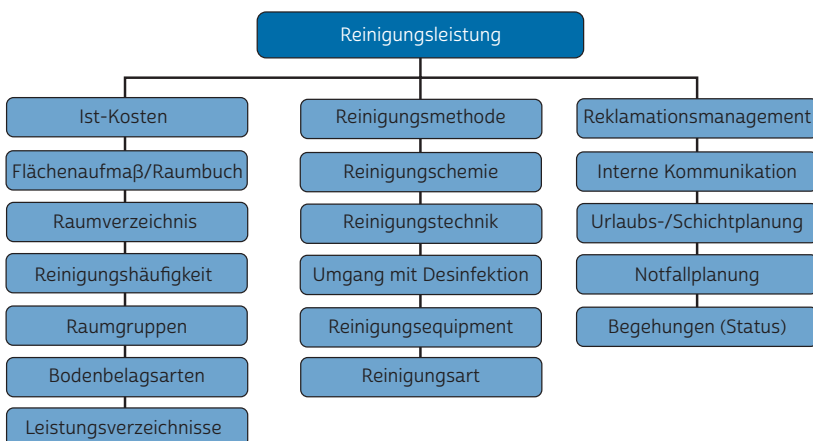 Reinigungsleistung
Ist-Kosten
Flächenaufmaß/Raumbuch
Raumverzeichnis
Reinigungshäufigkeit
Raumgruppen
Bodenbelagsarten
Leistungsverzeichnisse
Reinigungsmethode
Reinigungschemie
Reinigungstechnik
Umgang mit Desinfektion
Reinigungsequipment
Reinigungsart
Reklamationsmanagement
Interne Kommunikation
Urlaubs-/Schichtplanung
Notfallplanung
Begehungen (Status)